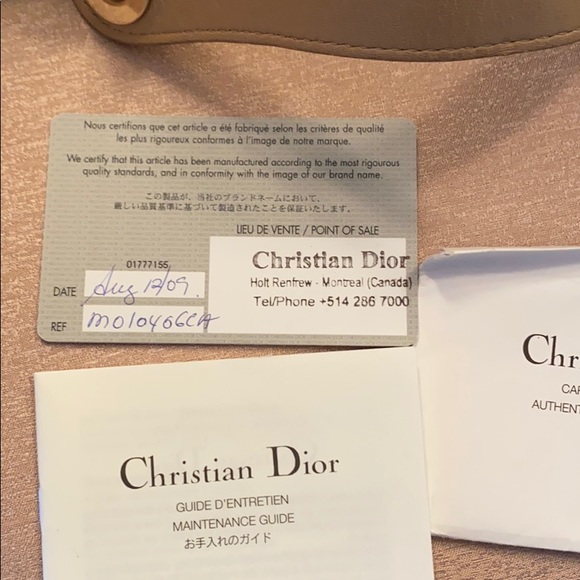 Nous certifions que cet article a été fabriqué selon les critères de qualité
les plus rigoureux conformes à l'image de notre marque.
We certify that this article has been manufactured according to the most rigourous
quality standards, and in conformity with the image of our brand name.
この製品が、当社のブランドネームにおいて、
厳しい品質基準に基づいて製造されたことを保証いたします。
LIEU DE VENTE / POINT OF SALE
01777155
Christian Dior
Holt Renfrew - Montreal (Canada)
Tel/Phone +514 286 7000
DATE Aug 12/09.
REF M010406CA
Chr
CAR
AUTHENT
Christian Dior
GUIDE D'ENTRETIEN
MAINTENANCE GUIDE
お手入れのガイド